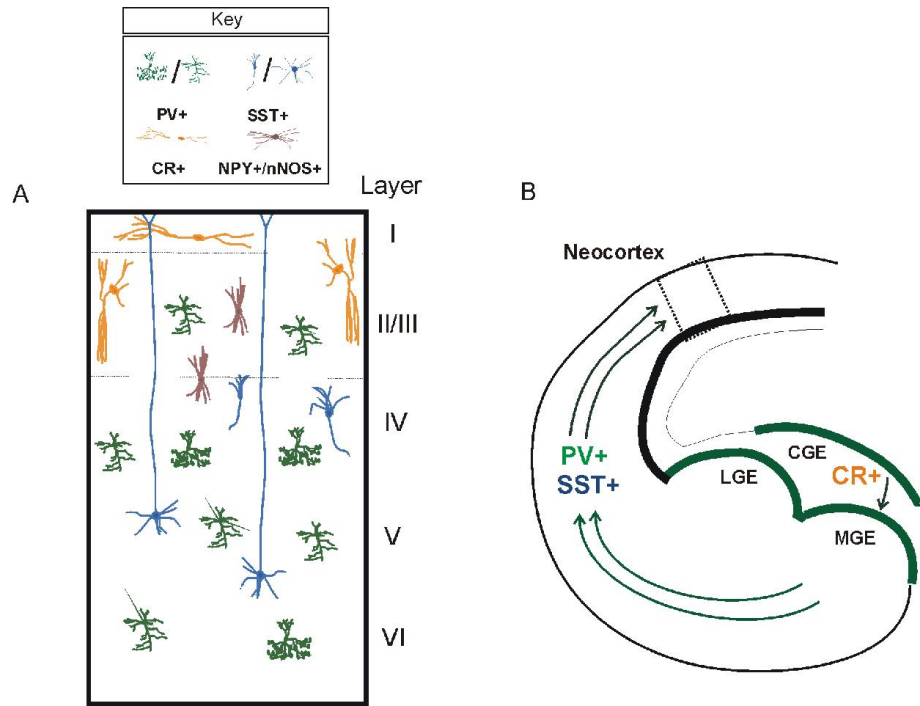 Key
PV+ SST+
CR+ NPY+/nNOS+
A
Layer
I
II/III
IV
V
VI
B
Neocortex
PV+
SST+
LGE
CGE
CR+
MGE